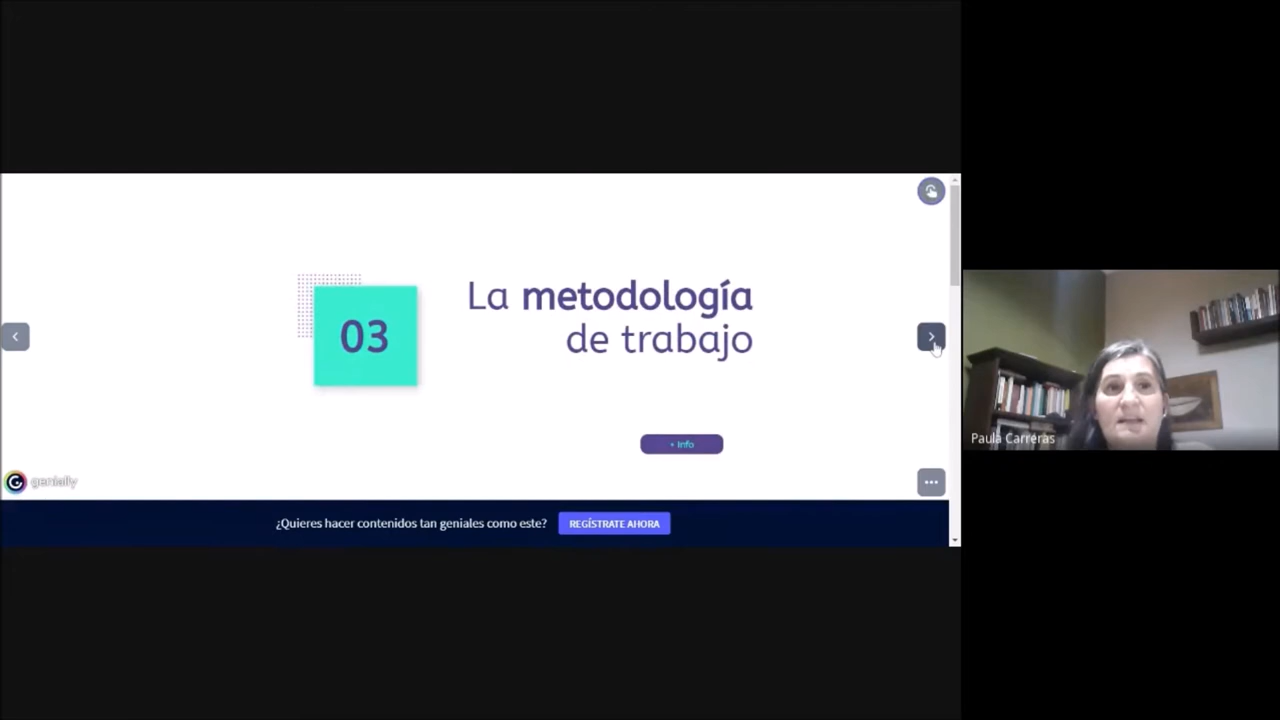 03
La metodología
de trabajo
+ Info
genially
¿Quieres hacer contenidos tan geniales como este?
REGÍSTRATE AHORA
Paula Carreras